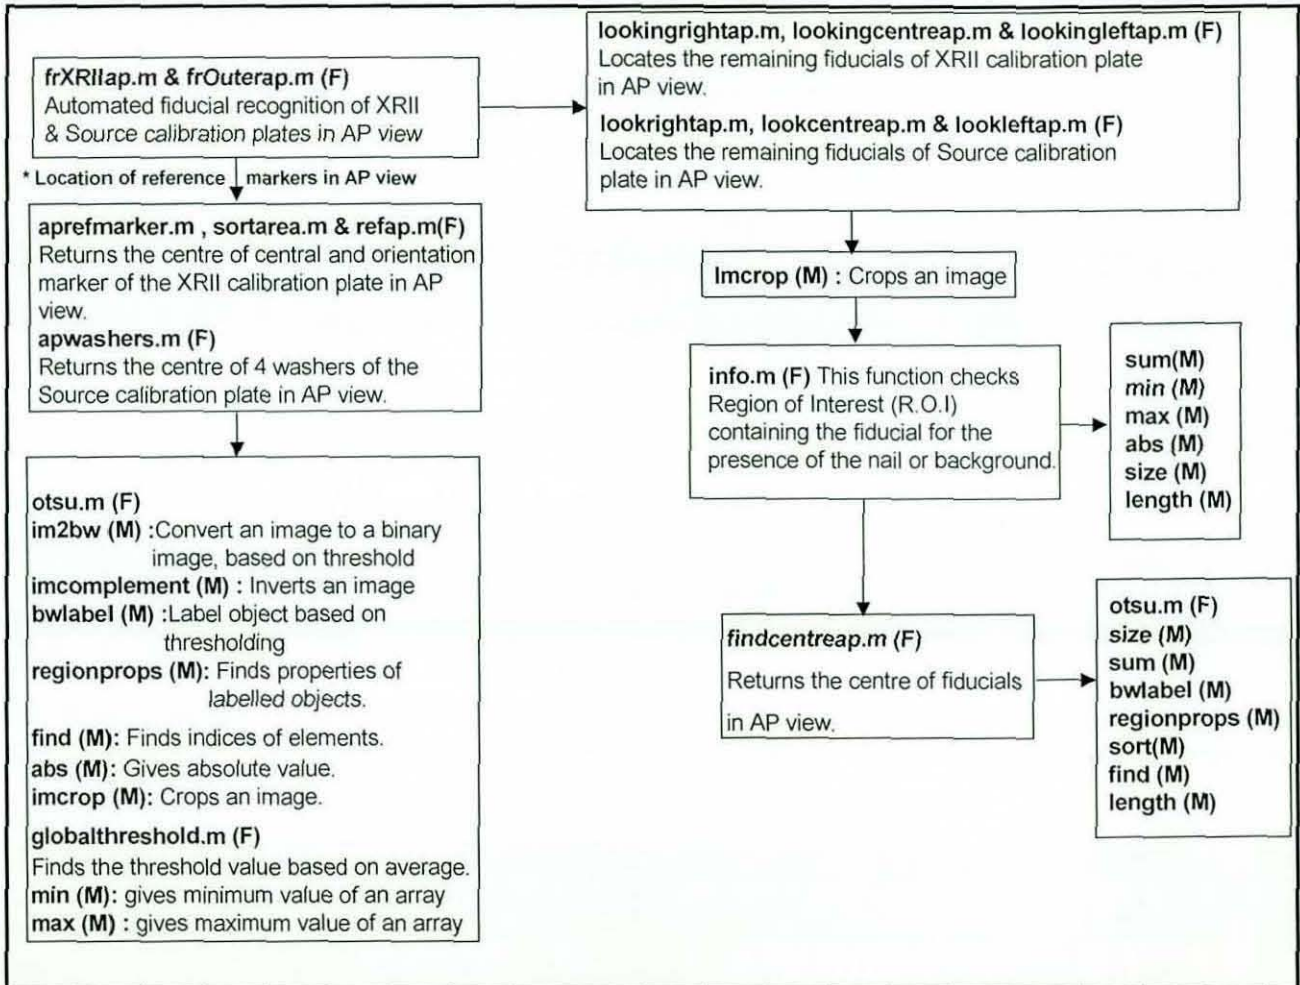 frXRIIap.m & frOuterap.m (F)
Automated fiducial recognition of XRII
& Source calibration plates in AP view
* Location of reference markers in AP view
aprefmarker.m , sortarea.m & refap.m(F)
Returns the centre of central and orientation
marker of the XRII calibration plate in AP
view.
apwashers.m (F)
Returns the centre of 4 washers of the
Source calibration plate in AP view.
otsu.m (F)
im2bw (M) :Convert an image to a binary
image, based on threshold
imcomplement (M) : Inverts an image
bwlabel (M) :Label object based on
thresholding
regionprops (M): Finds properties of
labelled objects.
find (M): Finds indices of elements.
abs (M): Gives absolute value.
imcrop (M): Crops an image.
globalthreshold.m (F)
Finds the threshold value based on average.
min (M): gives minimum value of an array
max (M) : gives maximum value of an array
lookingrightap.m, lookingcentreap.m & lookingleftap.m (F)
Locates the remaining fiducials of XRII calibration plate
in AP view.
lookrightap.m, lookcentreap.m & lookleftap.m (F)
Locates the remaining fiducials of Source calibration
plate in AP view.
Imcrop (M) : Crops an image
info.m (F) This function checks
Region of Interest (R.O.I)
containing the fiducial for the
presence of the nail or background.
sum(M)
min (M)
max (M)
abs (M)
size (M)
length (M)
findcentreap.m (F)
Returns the centre of fiducials
in AP view.
otsu.m (F)
size (M)
sum (M)
bwlabel (M)
regionprops (M)
sort(M)
find (M)
length (M)